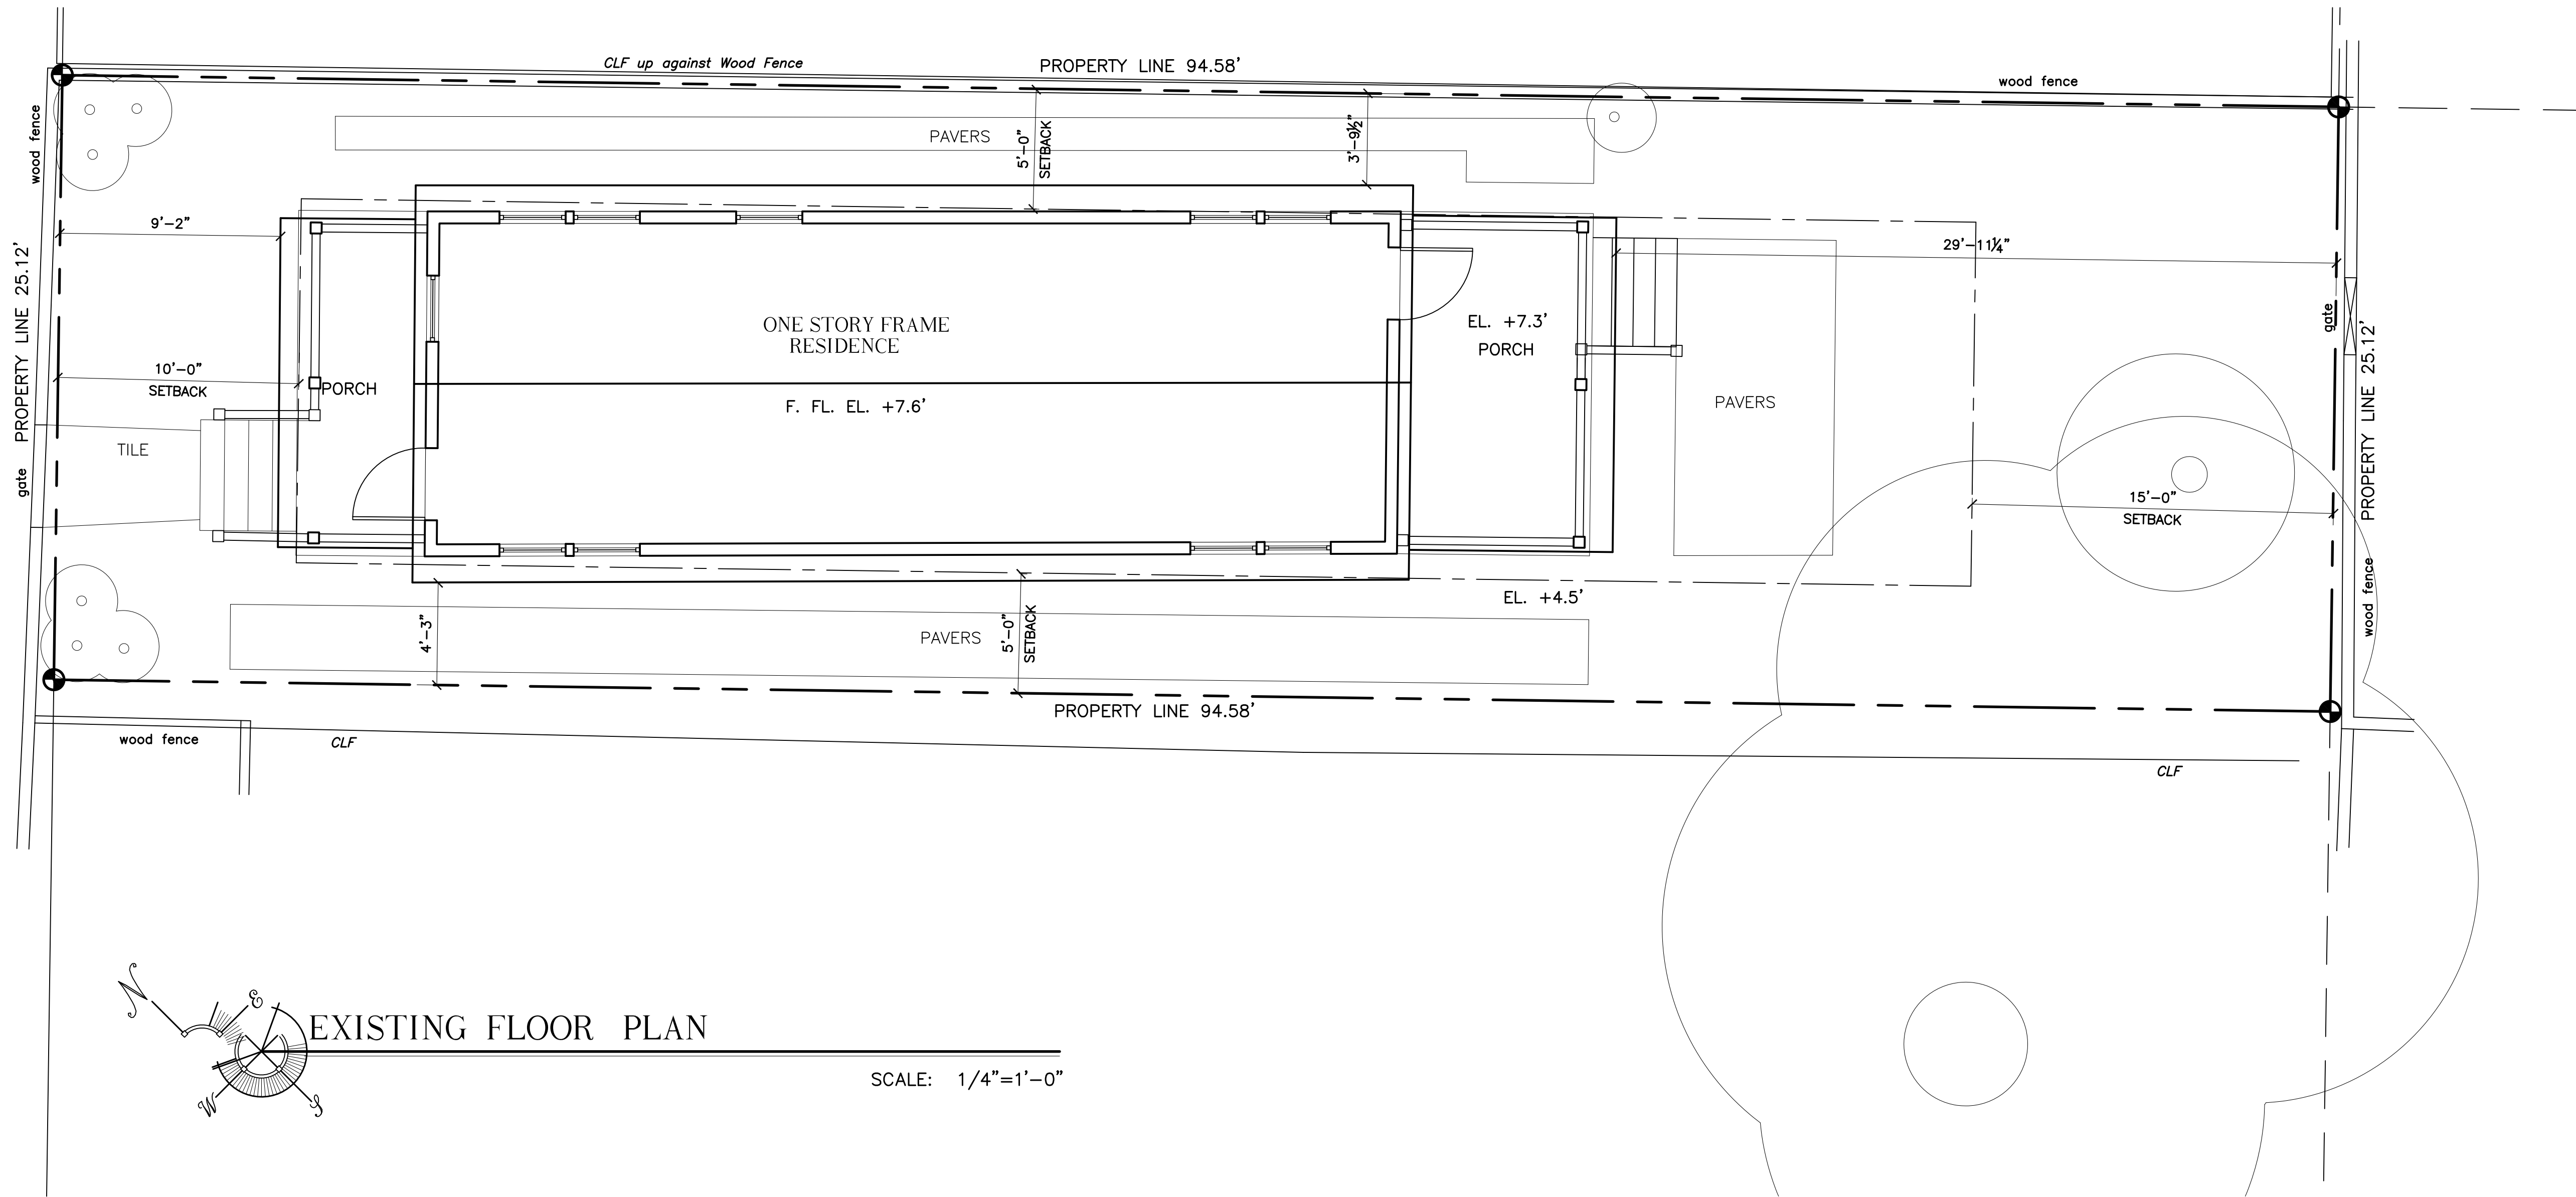 CLF up against Wood Fence
PROPERTY LINE 94.58'
wood fence
wood fence
PAVERS
5'-0"
SETBACK
3'-9½"
9'-2"
29'-11¼"
PROPERTY LINE 25.12'
ONE STORY FRAME
RESIDENCE
EL. +7.3'
PORCH
gate
PROPERTY LINE 25.12'
10'-0"
SETBACK
PORCH
F. FL. EL. +7.6'
PAVERS
TILE
gate
15'-0"
SETBACK
EL. +4.5'
wood fence
4'-3"
PAVERS
5'-0"
SETBACK
PROPERTY LINE 94.58'
wood fence
CLF
CLF
N
E
W
S
EXISTING FLOOR PLAN
SCALE: 1/4"=1'-0"